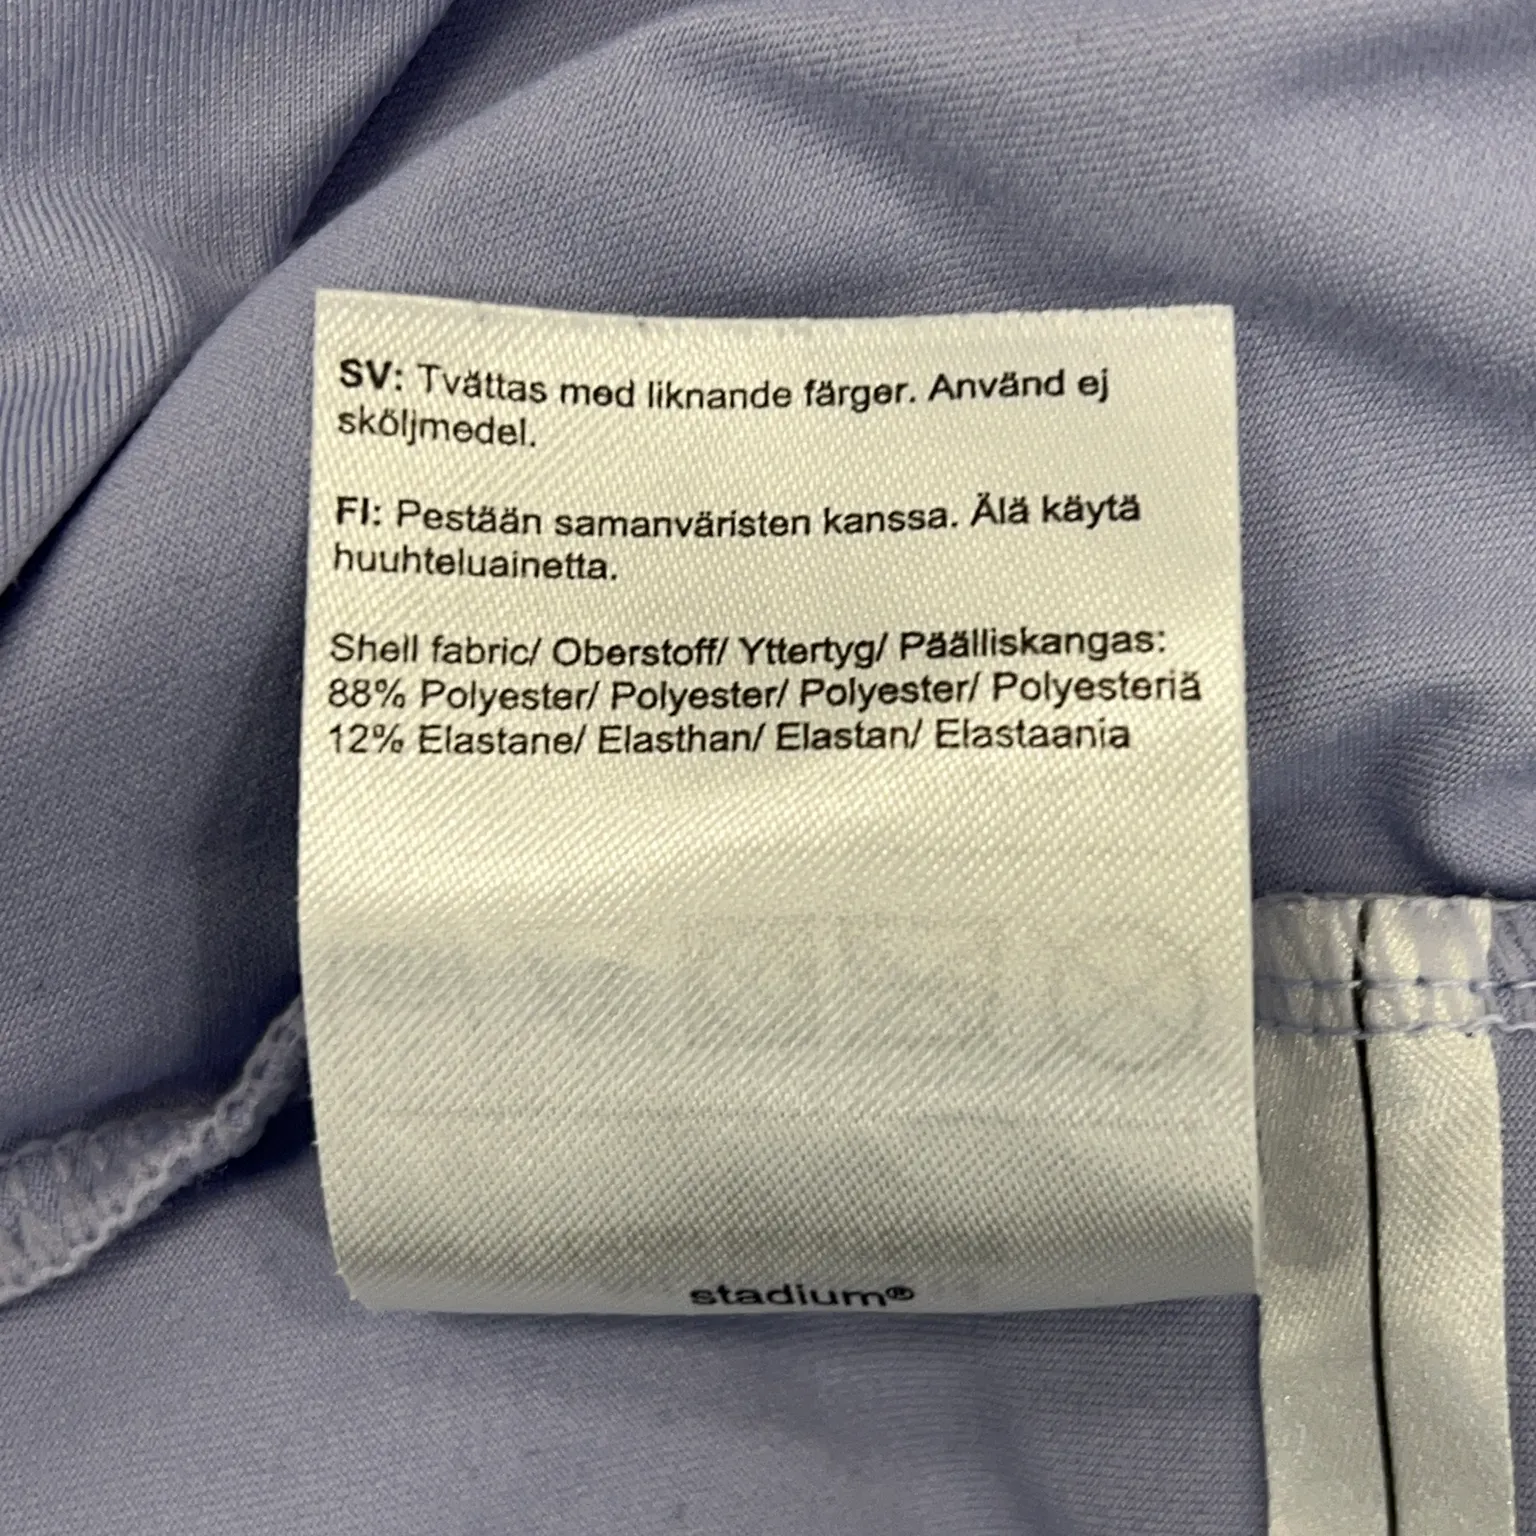 SV: Tvättas med liknande färger. Använd ej
sköljmedel.
FI: Pestään samanväristen kanssa. Älä käytä
huuhteluainetta.
Shell fabric/ Oberstoff/ Yttertyg/ Päälliskangas:
88% Polyester/ Polyester/ Polyester/ Polyesteriä
12% Elastane/ Elasthan/ Elastan/ Elastaania
stadium®